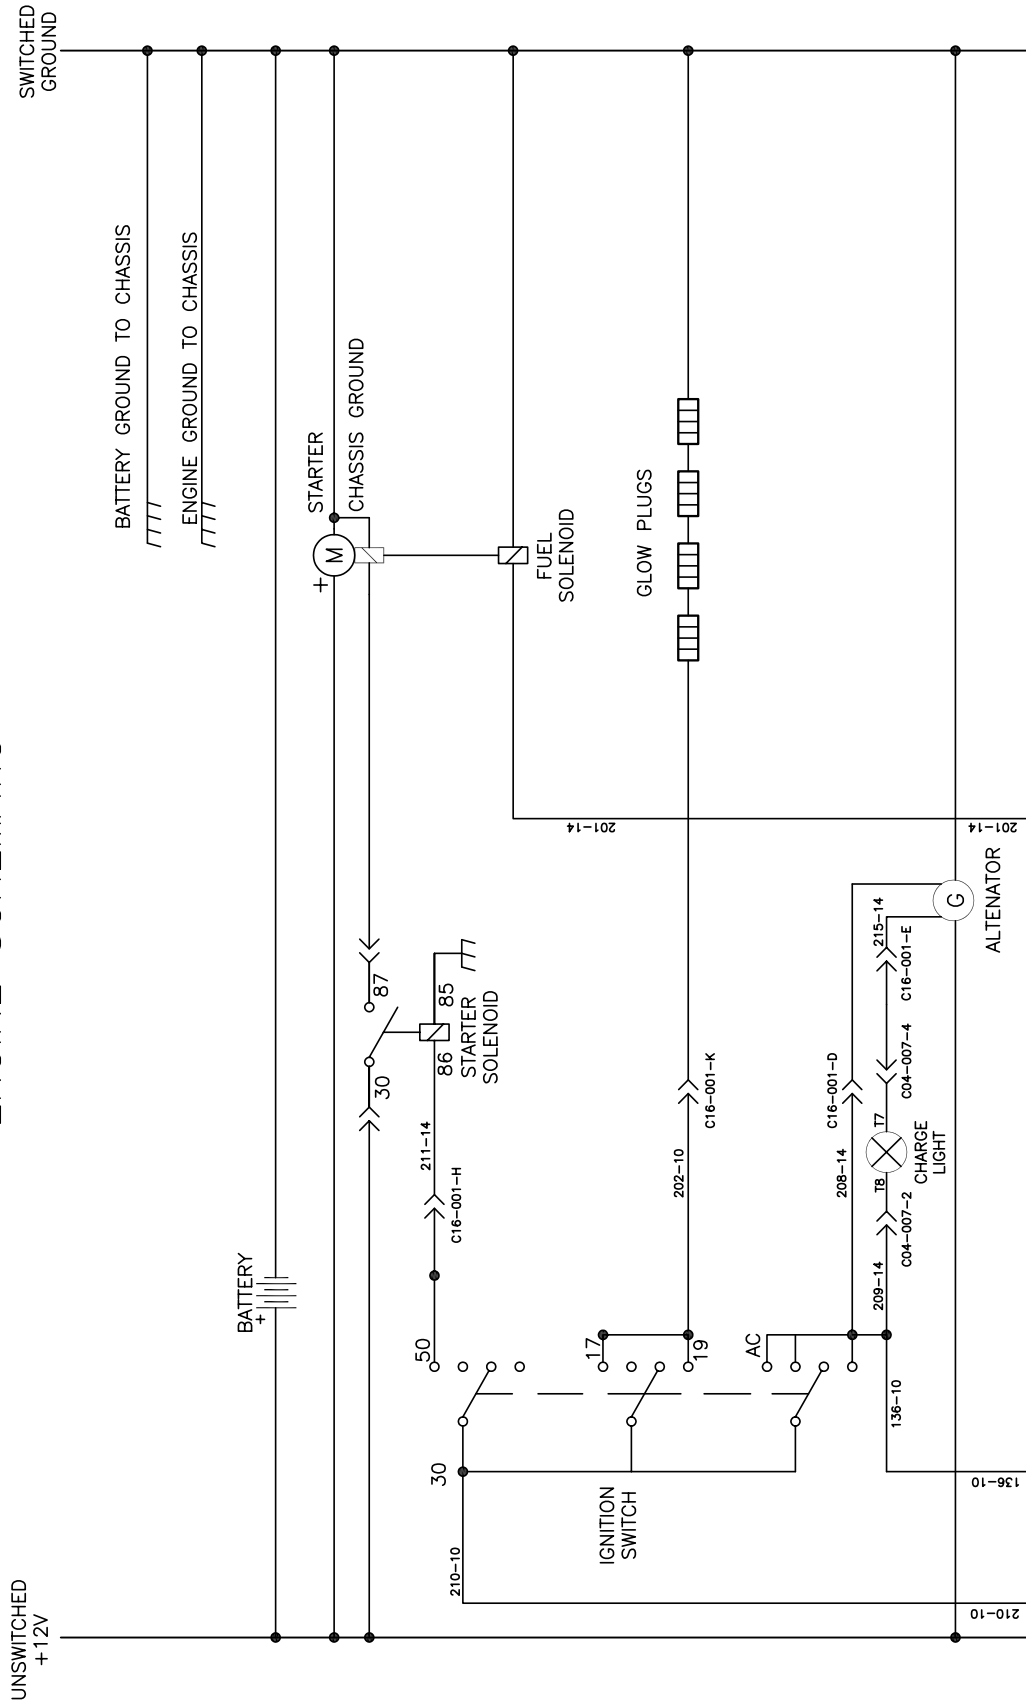 SWITCHED
GROUND
BATTERY GROUND TO CHASSIS
ENGINE GROUND TO CHASSIS
STARTER
CHASSIS GROUND
+
M
FUEL
SOLENOID
GLOW PLUGS
201-14
201-14
ALTENATOR
G
215-14
C16-001-E
87
85
86
30
STARTER
SOLENOID
211-14
C16-001-H
C16-001-K
202-10
C16-001-D
208-14
C04-007-4
T7
CHARGE
LIGHT
T8
C04-007-2
209-14
BATTERY
+
50
17
19
AC
136-10
136-10
30
IGNITION
SWITCH
210-10
210-10
UNSWITCHED
+12V